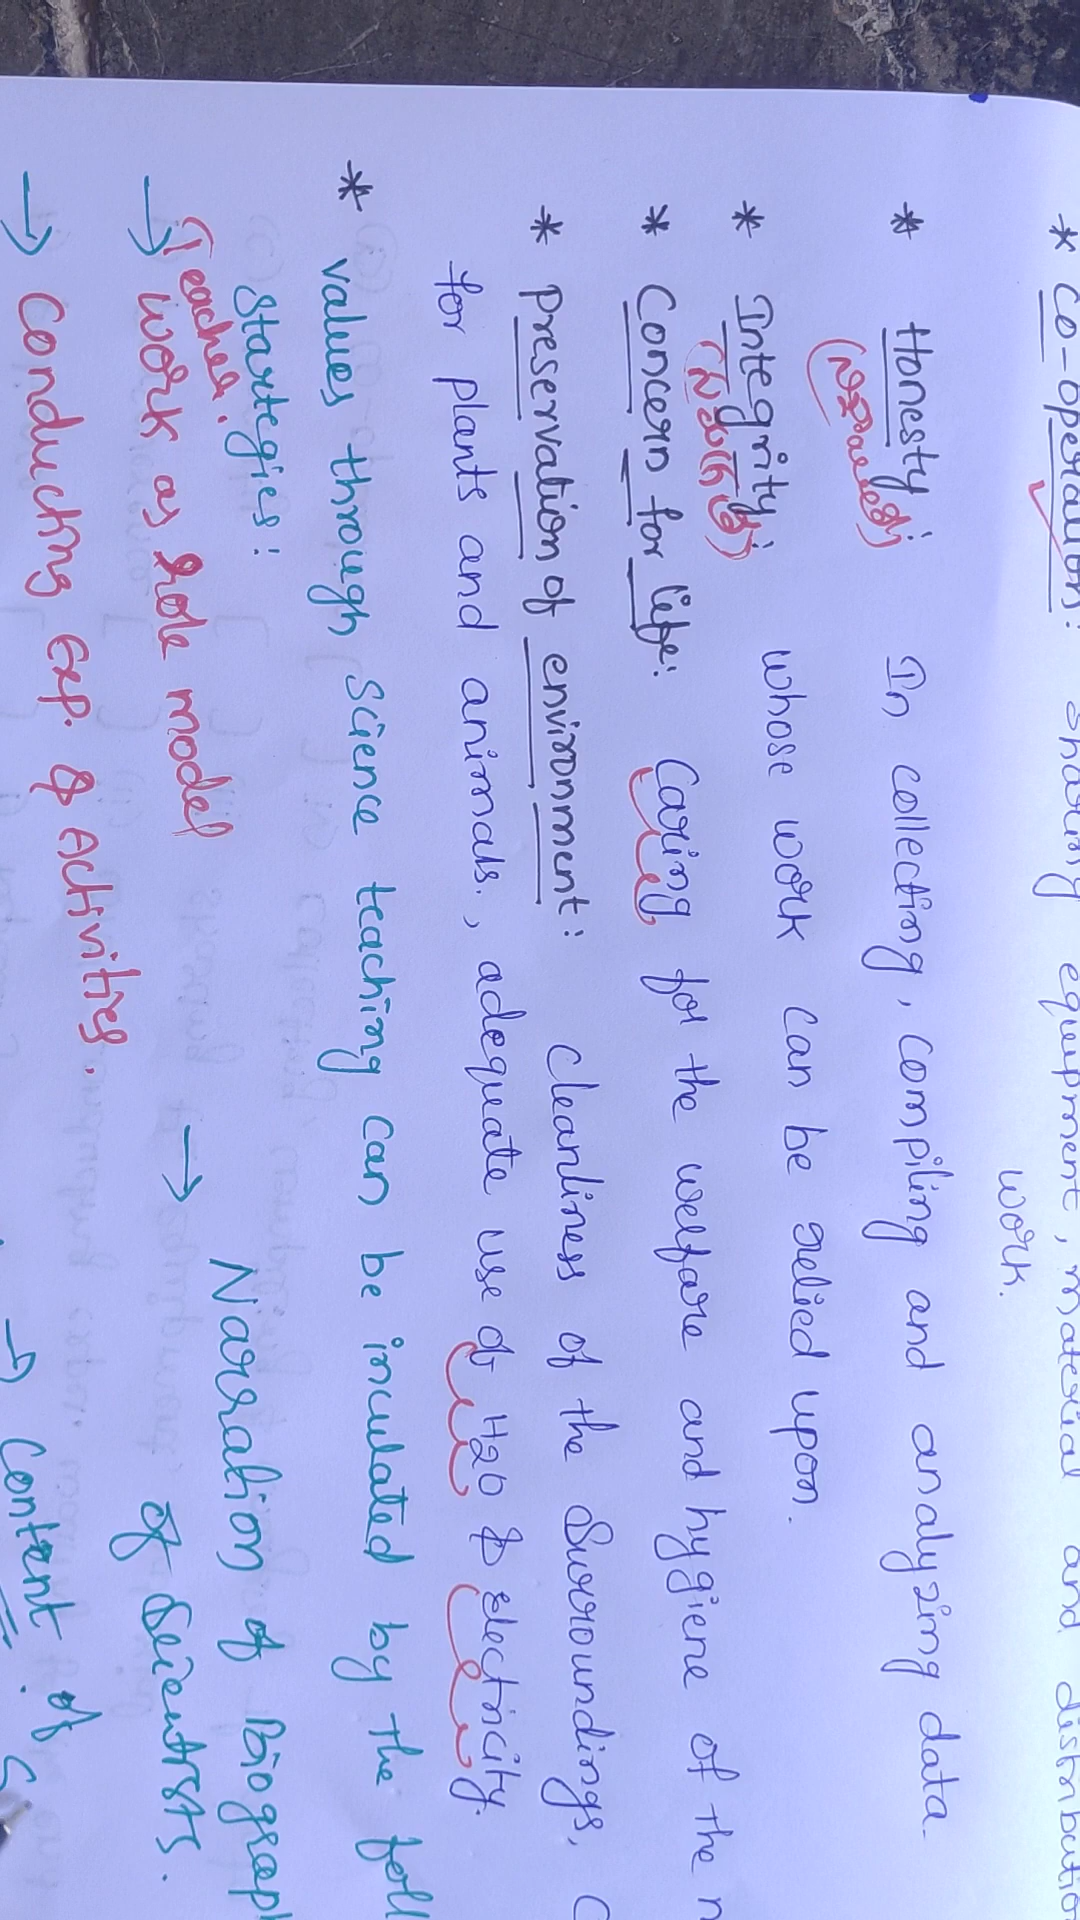 * Co-operation: Sharing equipment, material and distribution
work.
* Honesty: In collecting, compiling and analyzing data.
* Integrity: whose work can be relied upon.
* Concern for life: Caring for the welfare and hygiene of the
* Preservation of environment: cleanliness of the Surroundings,
for plants and animals., adequate use of H2O & electricity.
* values through Science teaching can be inculated by the foll
startegies:
→ Teacher. work as role model → Narration of Biograph
of Scientists.
→ Conducting Exp. & Activities. → Content of